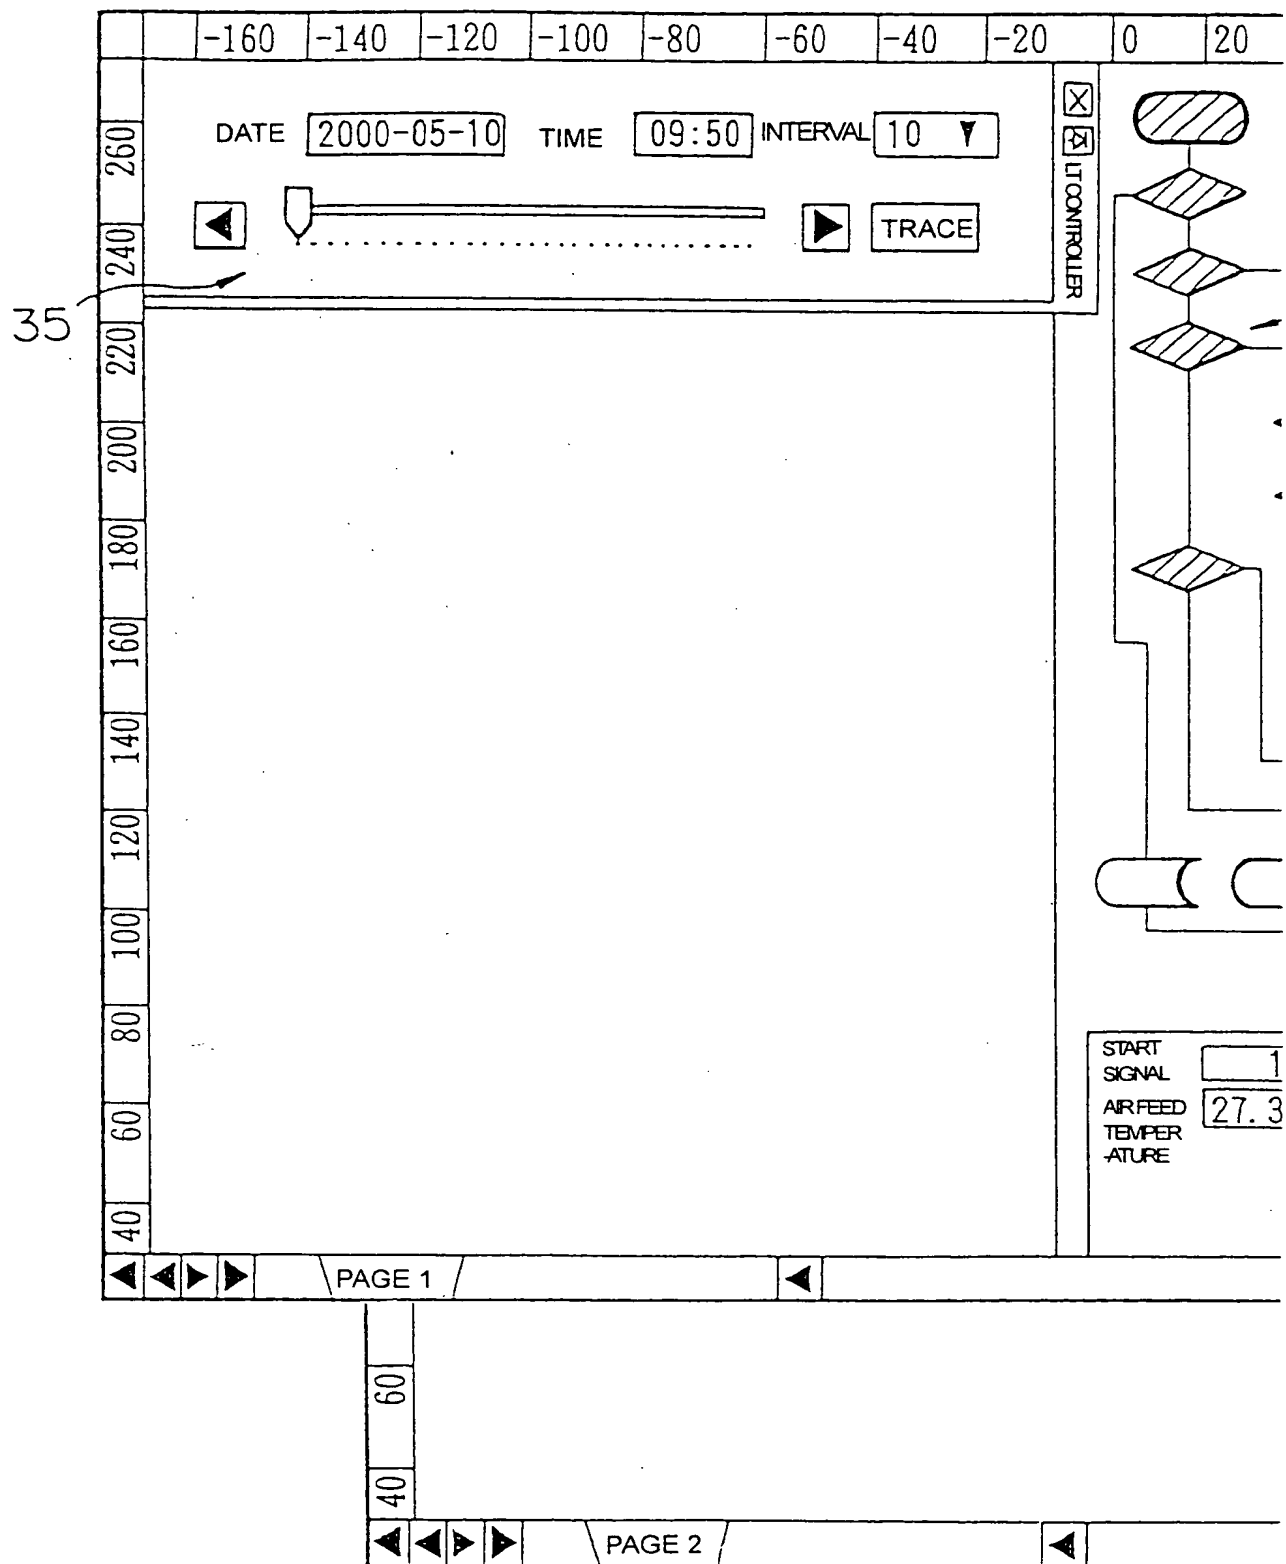 -160 -140 -120 -100 -80 -60 -40 -20 0 20
DATE 2000-05-10 TIME 09:50 INTERVAL 10
TRACE
LT CONTROLLER
35
260
240
220
200
180
160
140
120
100
80
60
40
START
SIGNAL 1
AIR FEED 27.3
TEMPER
-ATURE
PAGE 1
60
40
PAGE 2